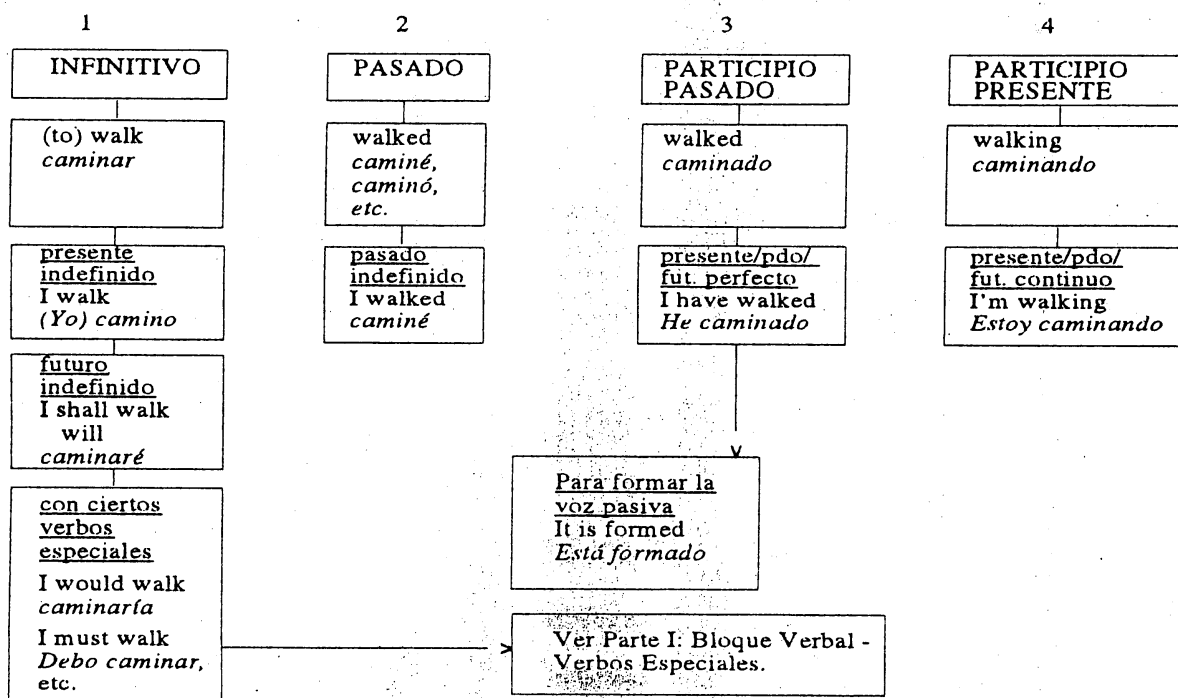 1
2
3
4
INFINITIVO
PASADO
PARTICIPIO
PASADO
PARTICIPIO
PRESENTE
(to) walk
caminar
walked
caminé,
caminó,
etc.
walked
caminado
walking
caminando
presente
indefinido
I walk
(Yo) camino
pasado
indefinido
I walked
caminé
presente/pdo/
fut. perfecto
I have walked
He caminado
presente/pdo/
fut. continuo
I'm walking
Estoy caminando
futuro
indefinido
I shall walk
will
caminaré
Para formar la
voz pasiva
It is formed
Está formado
con ciertos
verbos
especiales
I would walk
caminaría
I must walk
Debo caminar,
etc.
Ver Parte I: Bloque Verbal -
Verbos Especiales.